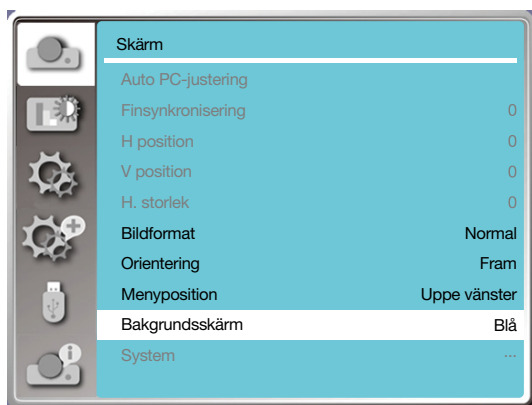 Skärm
Auto PC-justering
Finsynkronisering 0
H position 0
V position 0
H. storlek 0
Bildformat Normal
Orientering Fram
Menyposition Uppe vänster
Bakgrundsskärm Blå
System ...